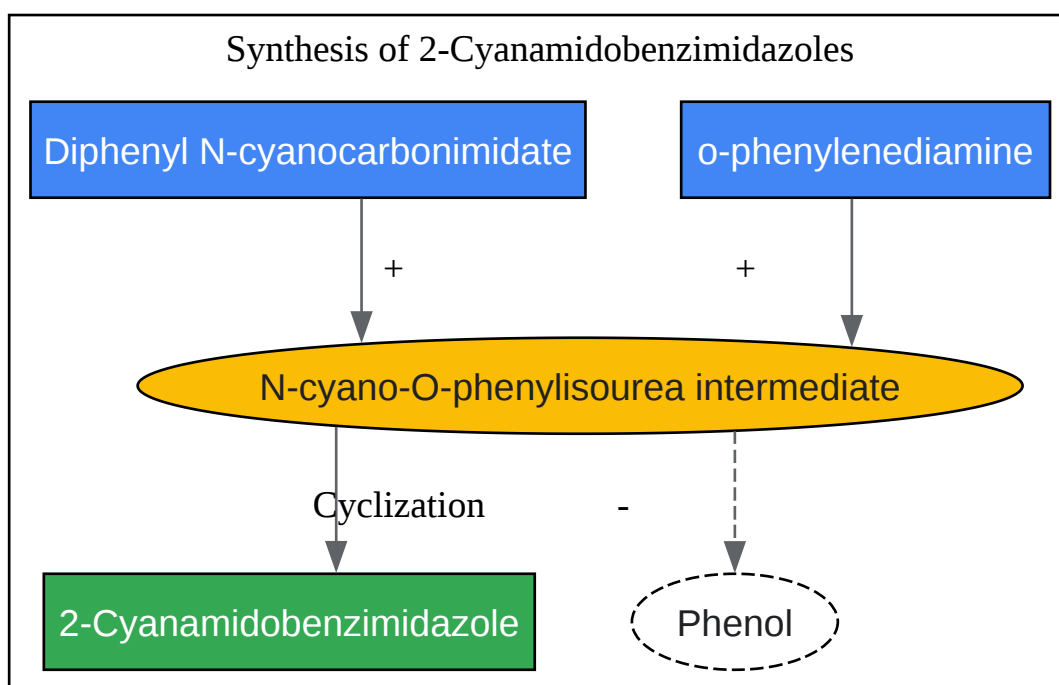 Synthesis of 2-Cyanamidobenzimidazoles
Diphenyl N-cyanocarbonimidate
o-phenylenediamine
+
+
N-cyano-O-phenylisourea intermediate
Cyclization
-
2-Cyanamidobenzimidazole
Phenol